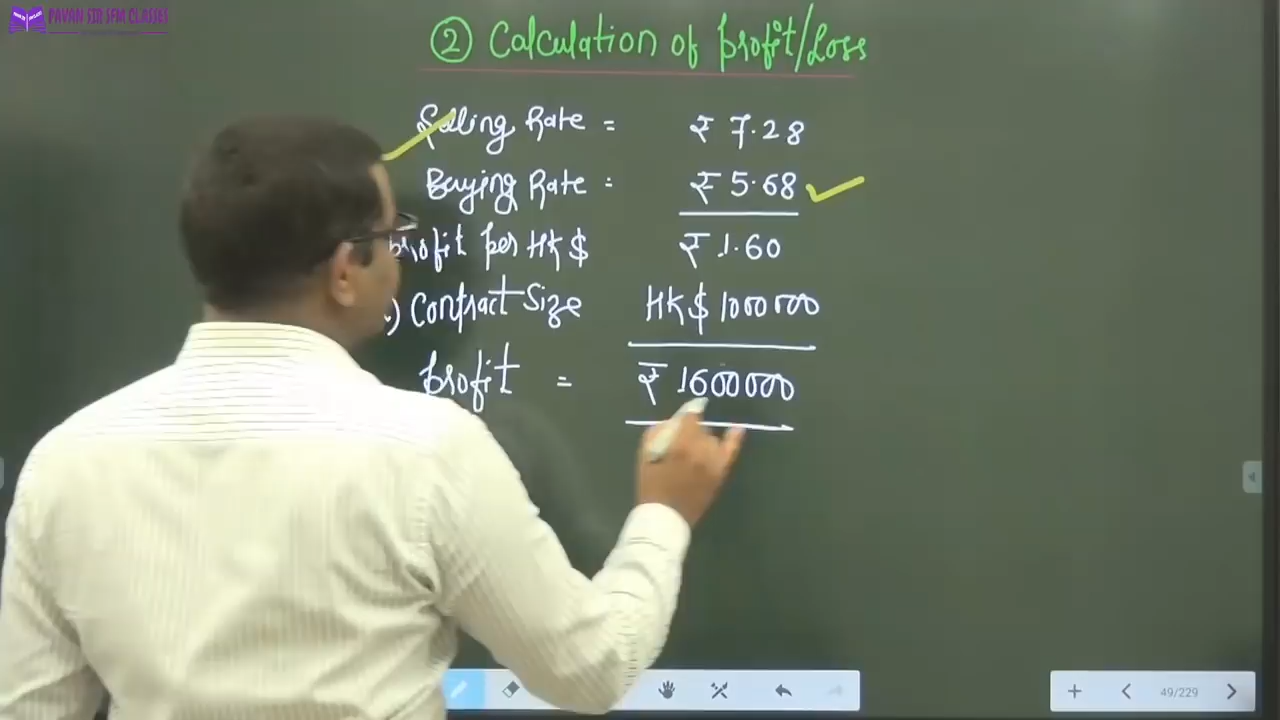 PAVAN SIR SFM CLASSES
② Calculation of Profit/Loss
Selling Rate = ₹ 7.28
Buying Rate = ₹ 5.68
Profit per HK$ ₹ 1.60
) Contract Size HK$ 1000000
Profit = ₹ 1600000
49/229